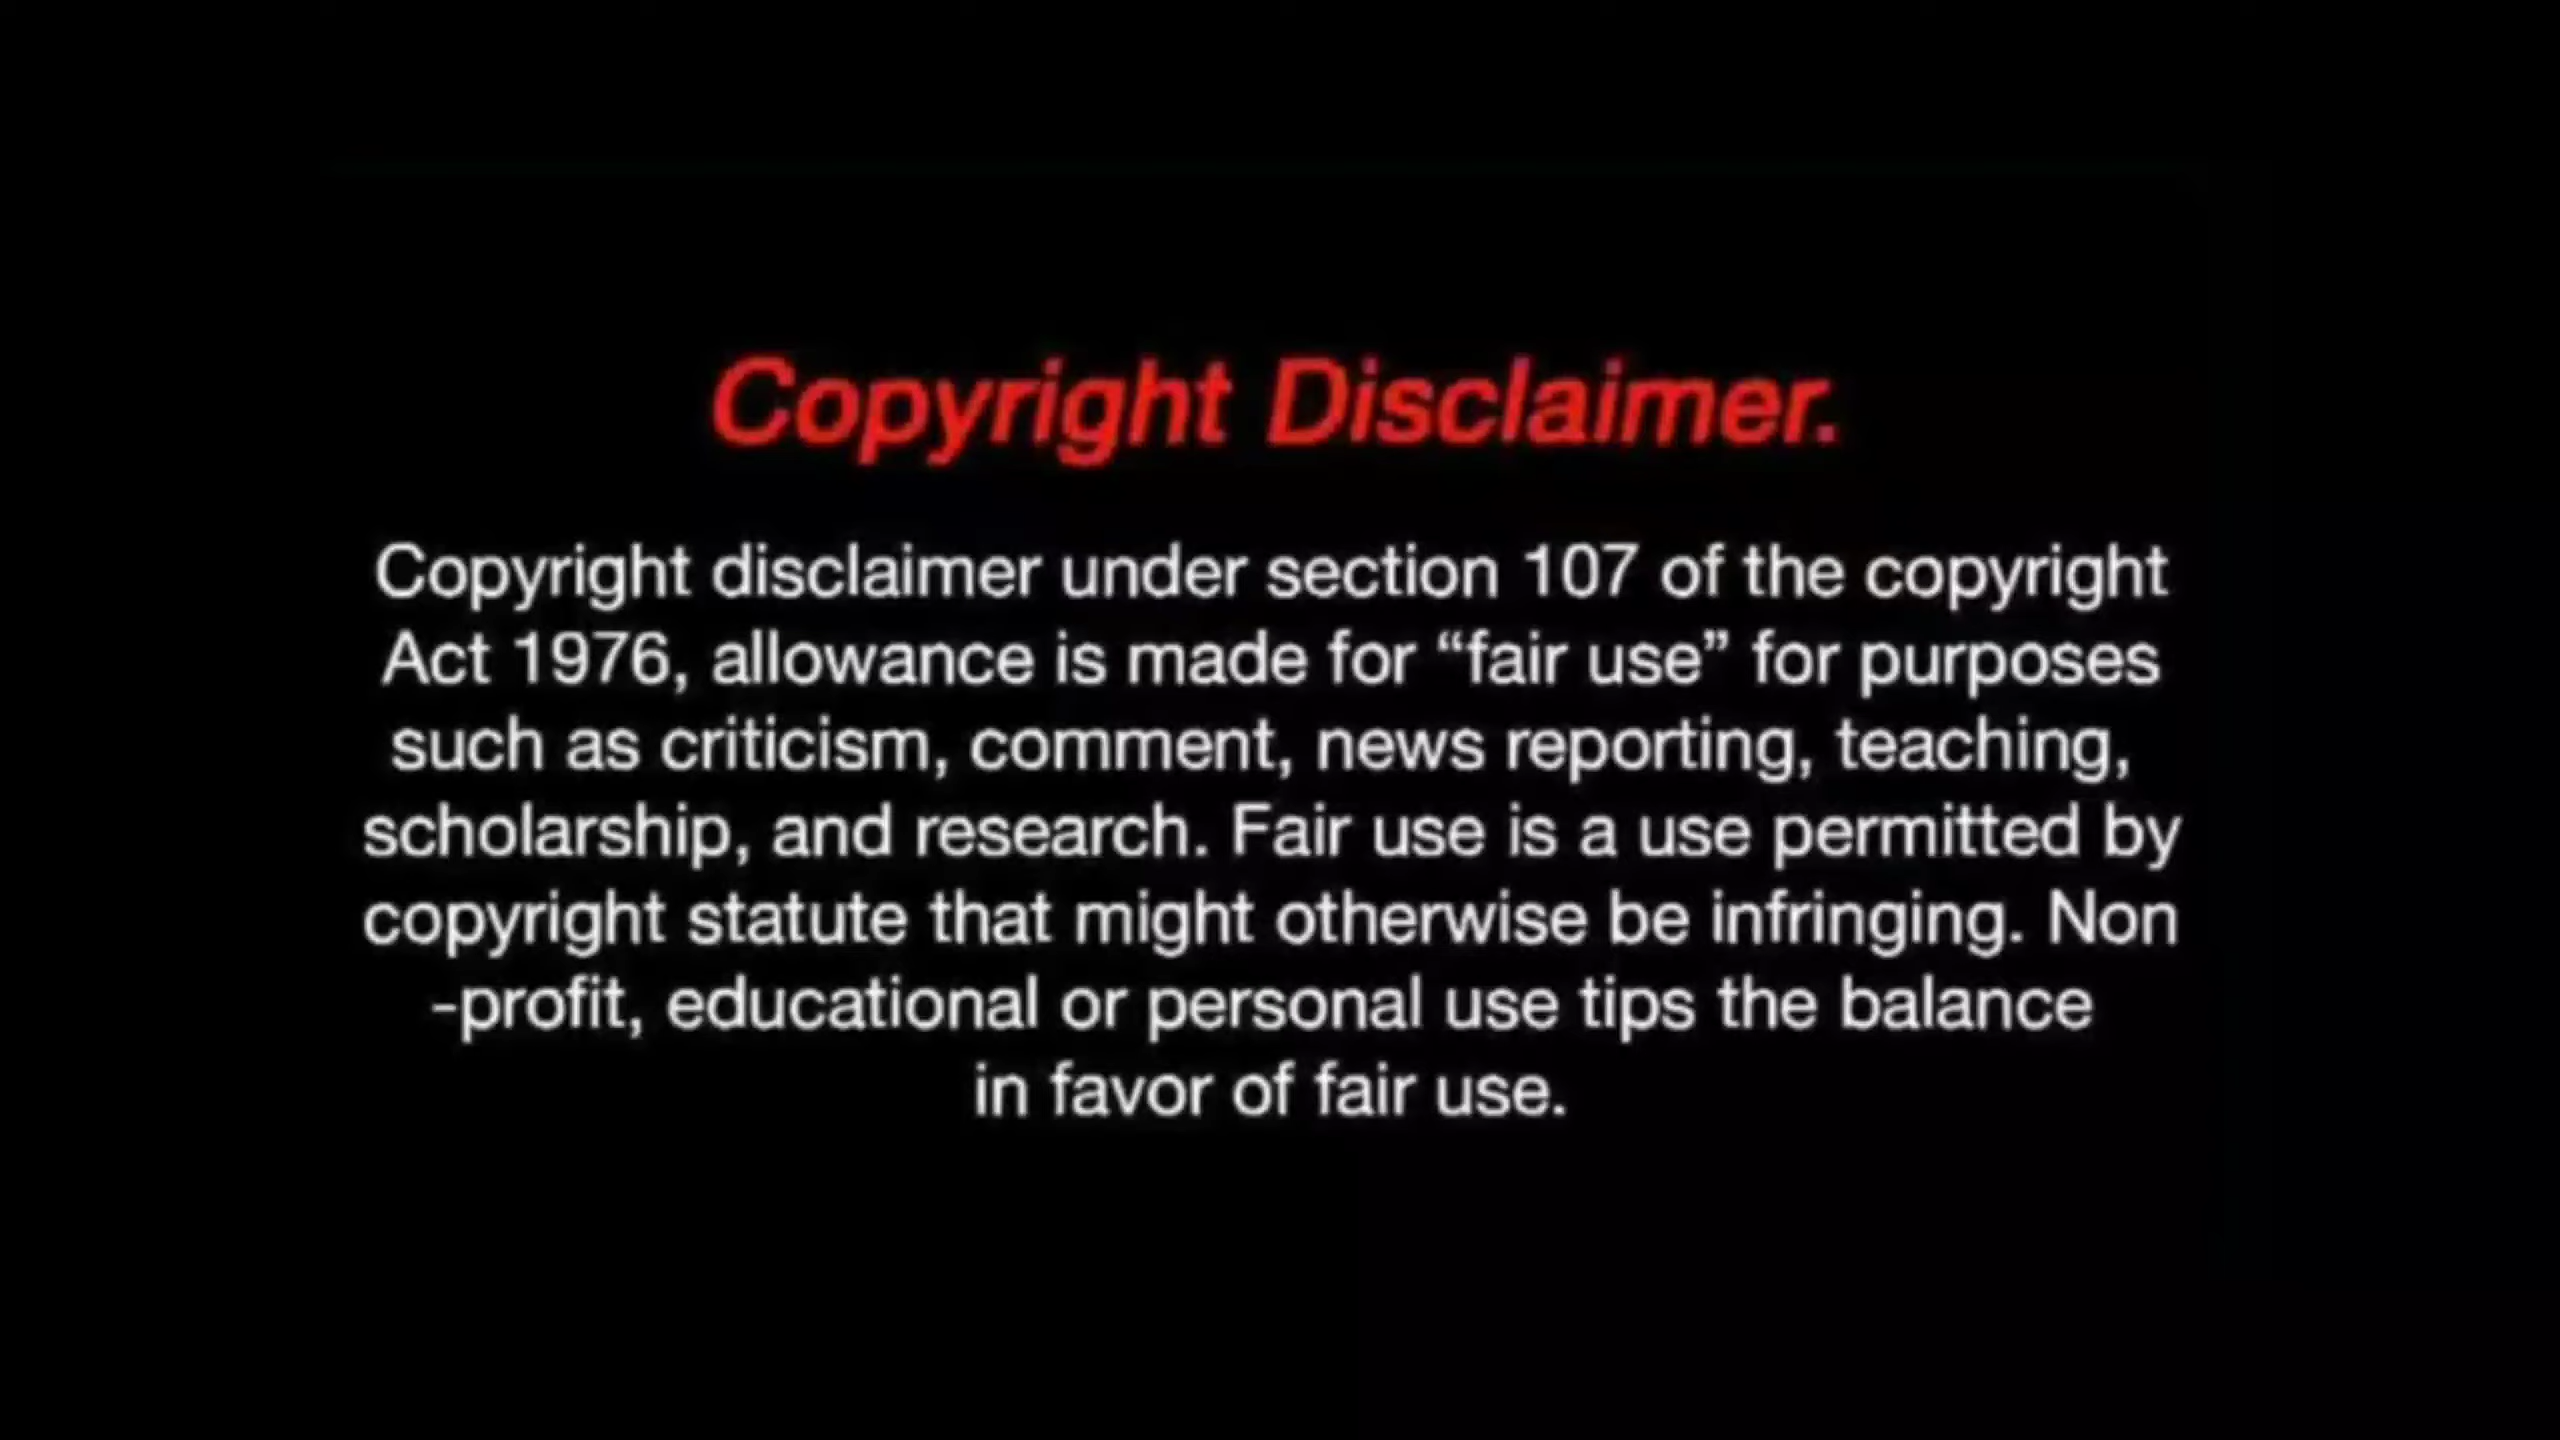 Copyright Disclaimer.
Copyright disclaimer under section 107 of the copyright
Act 1976, allowance is made for “fair use” for purposes
such as criticism, comment, news reporting, teaching,
scholarship, and research. Fair use is a use permitted by
copyright statute that might otherwise be infringing. Non
-profit, educational or personal use tips the balance
in favor of fair use.